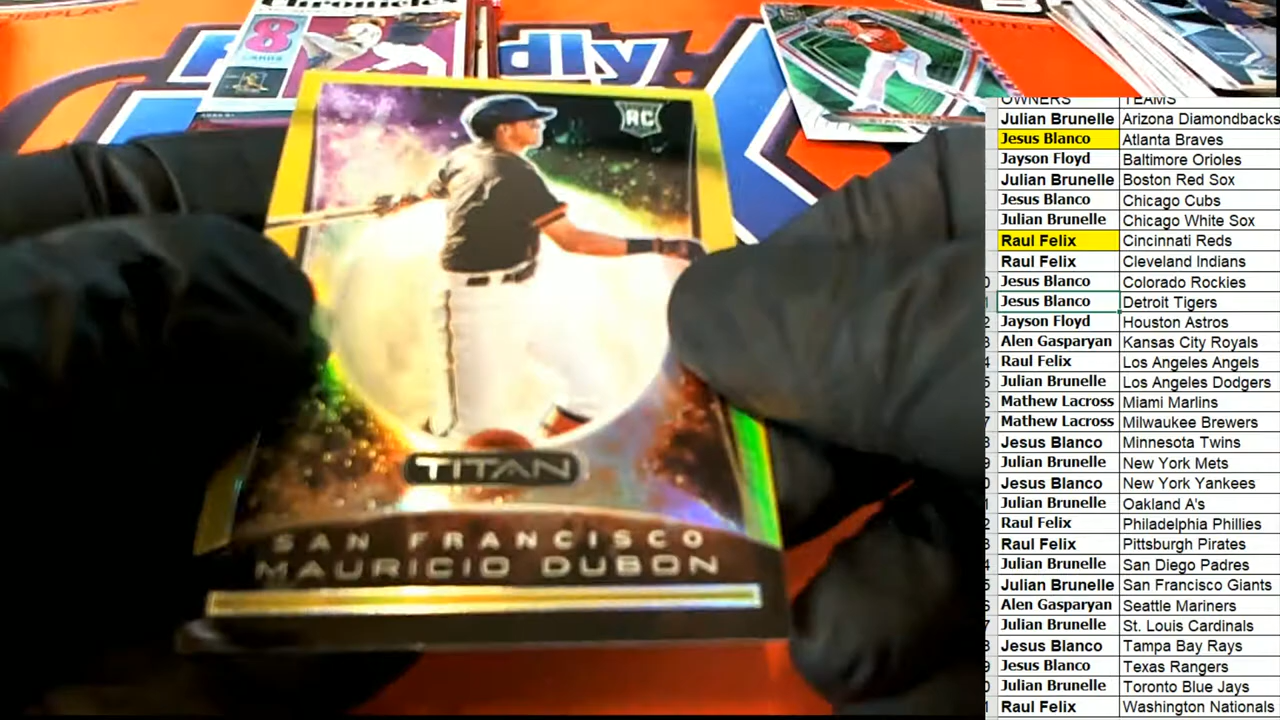 Chronicles
8
CARDS
dly
RC
TITAN
SAN FRANCISCO
MAURICIO DUBON
OWNERS TEAMS
Julian Brunelle Arizona Diamondbacks
Jesus Blanco Atlanta Braves
Jayson Floyd Baltimore Orioles
Julian Brunelle Boston Red Sox
Jesus Blanco Chicago Cubs
Julian Brunelle Chicago White Sox
Raul Felix Cincinnati Reds
Raul Felix Cleveland Indians
Jesus Blanco Colorado Rockies
Jesus Blanco Detroit Tigers
Jayson Floyd Houston Astros
Alen Gasparyan Kansas City Royals
Raul Felix Los Angeles Angels
Julian Brunelle Los Angeles Dodgers
Mathew Lacross Miami Marlins
Mathew Lacross Milwaukee Brewers
Jesus Blanco Minnesota Twins
Julian Brunelle New York Mets
Jesus Blanco New York Yankees
Julian Brunelle Oakland A's
Raul Felix Philadelphia Phillies
Raul Felix Pittsburgh Pirates
Julian Brunelle San Diego Padres
Julian Brunelle San Francisco Giants
Alen Gasparyan Seattle Mariners
Julian Brunelle St. Louis Cardinals
Jesus Blanco Tampa Bay Rays
Jesus Blanco Texas Rangers
Julian Brunelle Toronto Blue Jays
Raul Felix Washington Nationals